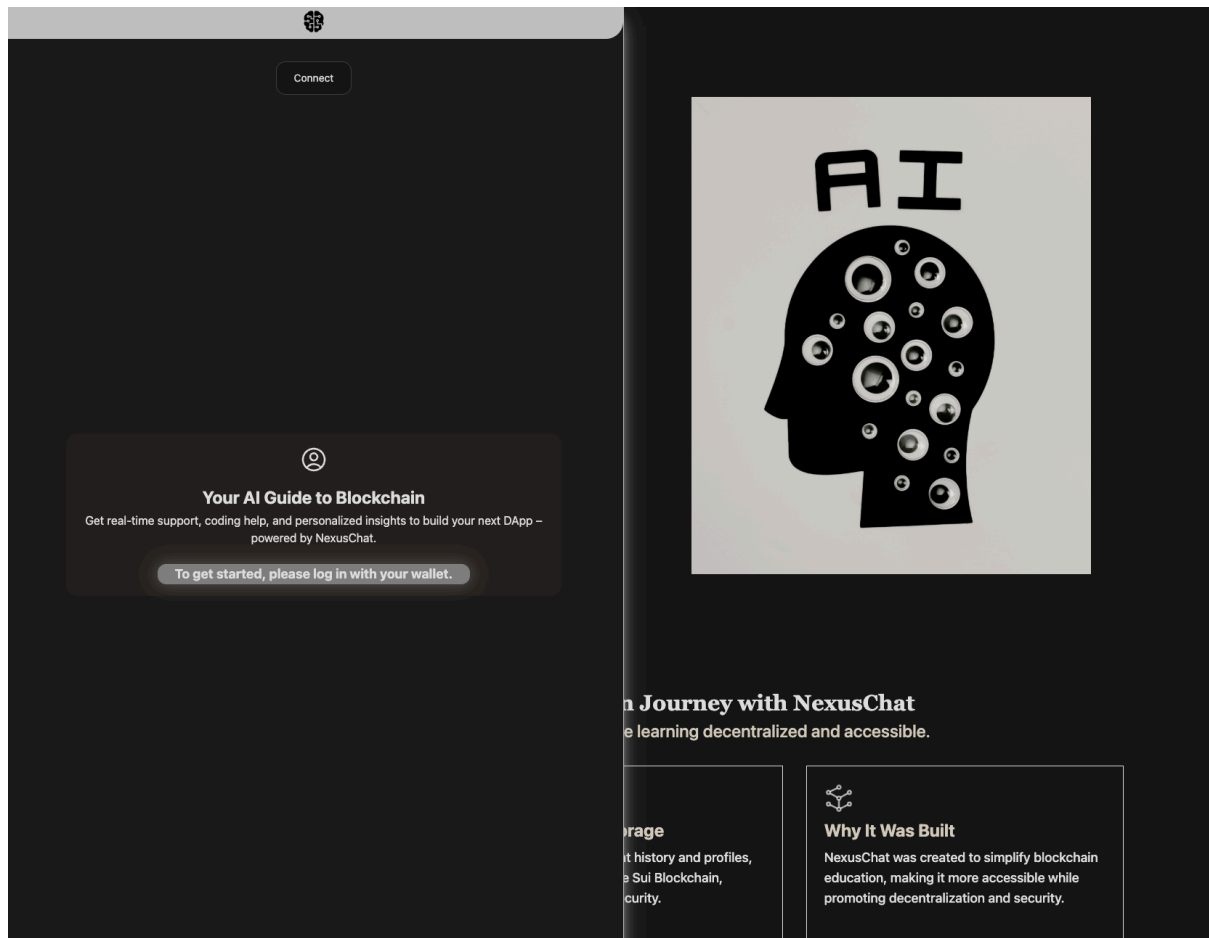 Connect
Your AI Guide to Blockchain
Get real-time support, coding help, and personalized insights to build your next DApp –
powered by NexusChat.
To get started, please log in with your wallet.
AI
n Journey with NexusChat
e learning decentralized and accessible.
orage
at history and profiles,
e Sui Blockchain,
curity.
Why It Was Built
NexusChat was created to simplify blockchain
education, making it more accessible while
promoting decentralization and security.